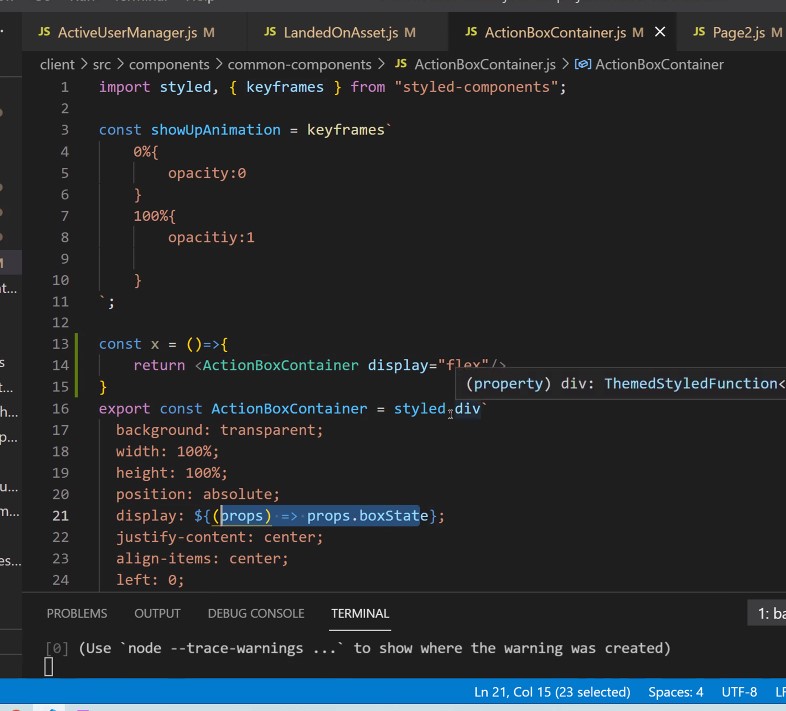 JS ActiveUserManager.js M JS LandedOnAsset.js M JS ActionBoxContainer.js M × JS Page2.js M
client > src > components > common-components > JS ActionBoxContainer.js > ActionBoxContainer
1 import styled, { keyframes } from "styled-components";
2
3 const showUpAnimation = keyframes`
4 0%{
5 opacity:0
6 }
7 100%{
8 opacitiy:1
9
10 }
11 `;
12
13 const x = ()=>{
14 return <ActionBoxContainer display="flex"/>
(property) div: ThemedStyledFunction<
15 }
16 export const ActionBoxContainer = styled.div`
17 background: transparent;
18 width: 100%;
19 height: 100%;
20 position: absolute;
21 display: ${(props) => props.boxState};
22 justify-content: center;
23 align-items: center;
24 left: 0;
PROBLEMS OUTPUT DEBUG CONSOLE TERMINAL 1: ba
[0] (Use `node --trace-warnings ...` to show where the warning was created)
Ln 21, Col 15 (23 selected) Spaces: 4 UTF-8 LF